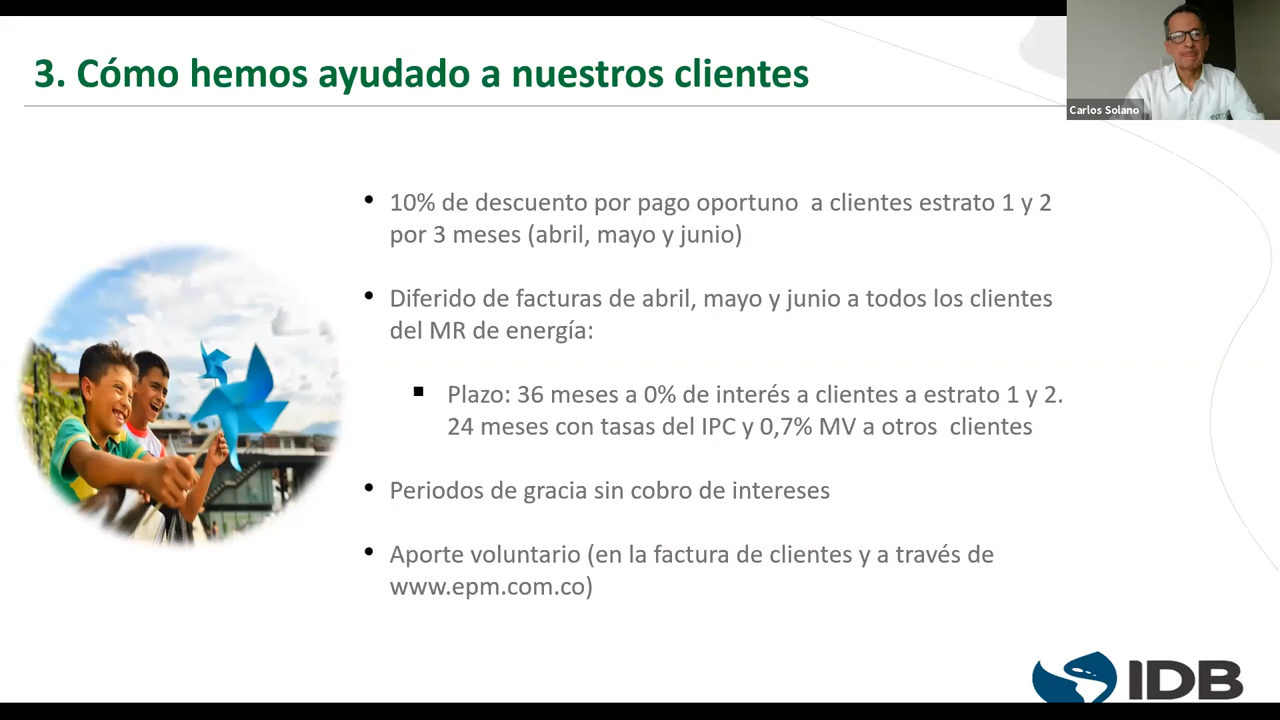 3. Cómo hemos ayudado a nuestros clientes
Carlos Solano
epm
• 10% de descuento por pago oportuno a clientes estrato 1 y 2
por 3 meses (abril, mayo y junio)
• Diferido de facturas de abril, mayo y junio a todos los clientes
del MR de energía:
▪ Plazo: 36 meses a 0% de interés a clientes a estrato 1 y 2.
24 meses con tasas del IPC y 0,7% MV a otros clientes
• Periodos de gracia sin cobro de intereses
• Aporte voluntario (en la factura de clientes y a través de
www.epm.com.co)
IDB